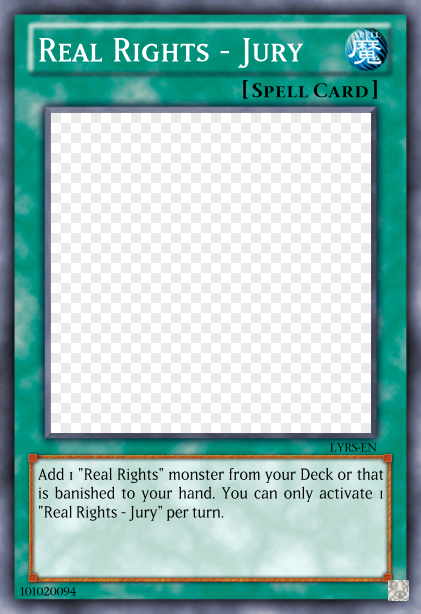 Real Rights - Jury
魔
[Spell Card]
LYRS-EN
Add 1 "Real Rights" monster from your Deck or that
is banished to your hand. You can only activate 1
"Real Rights - Jury" per turn.
101020094